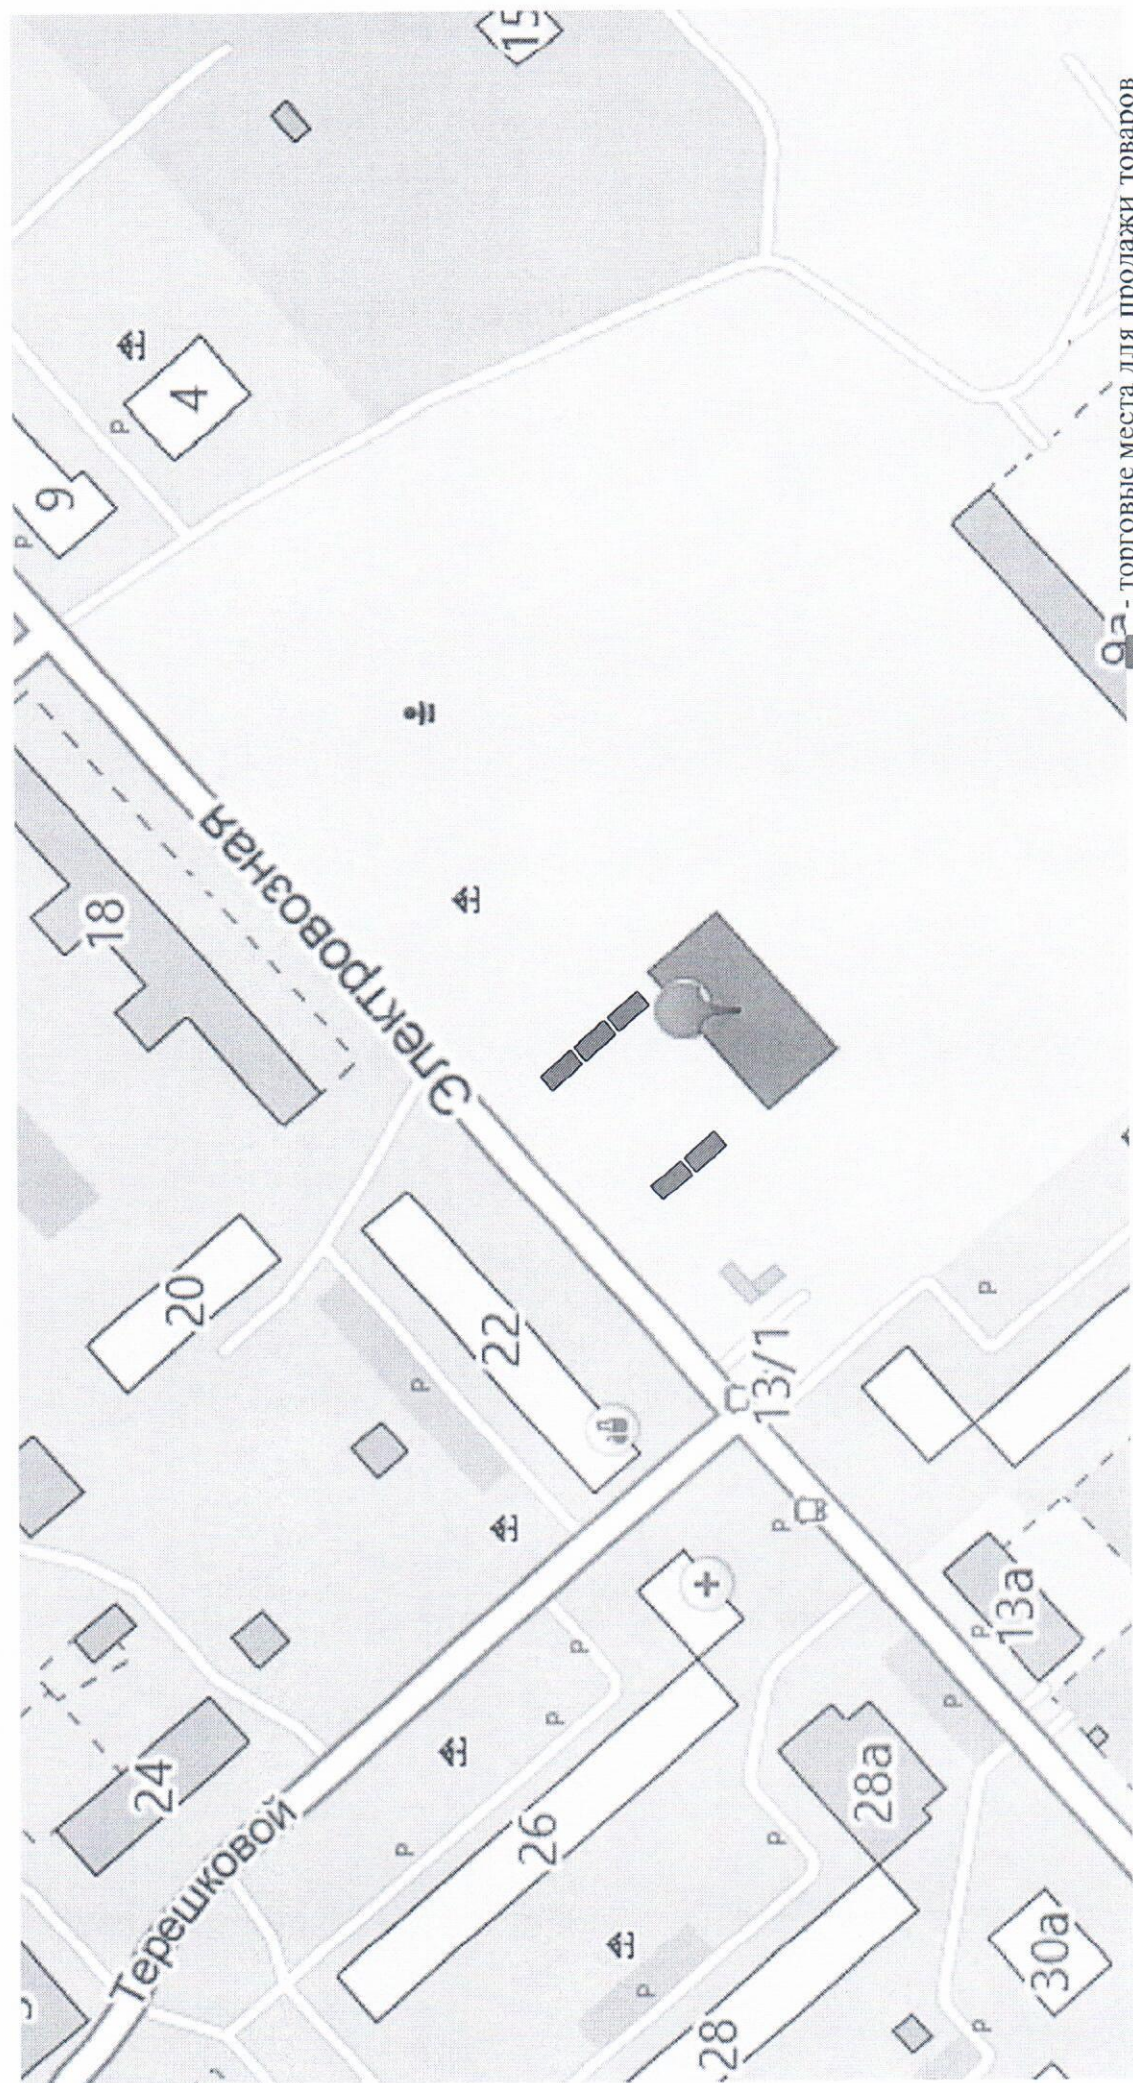 15
4
Р
9
Р
18
Электровозная
20
22
Р
13/1
Р
9а
- торговые места для продажи товаров
24
Терешковой
26
Р
Р
Р
Р
28а
Р
13а
Р
Р
28
Р
30а
Р